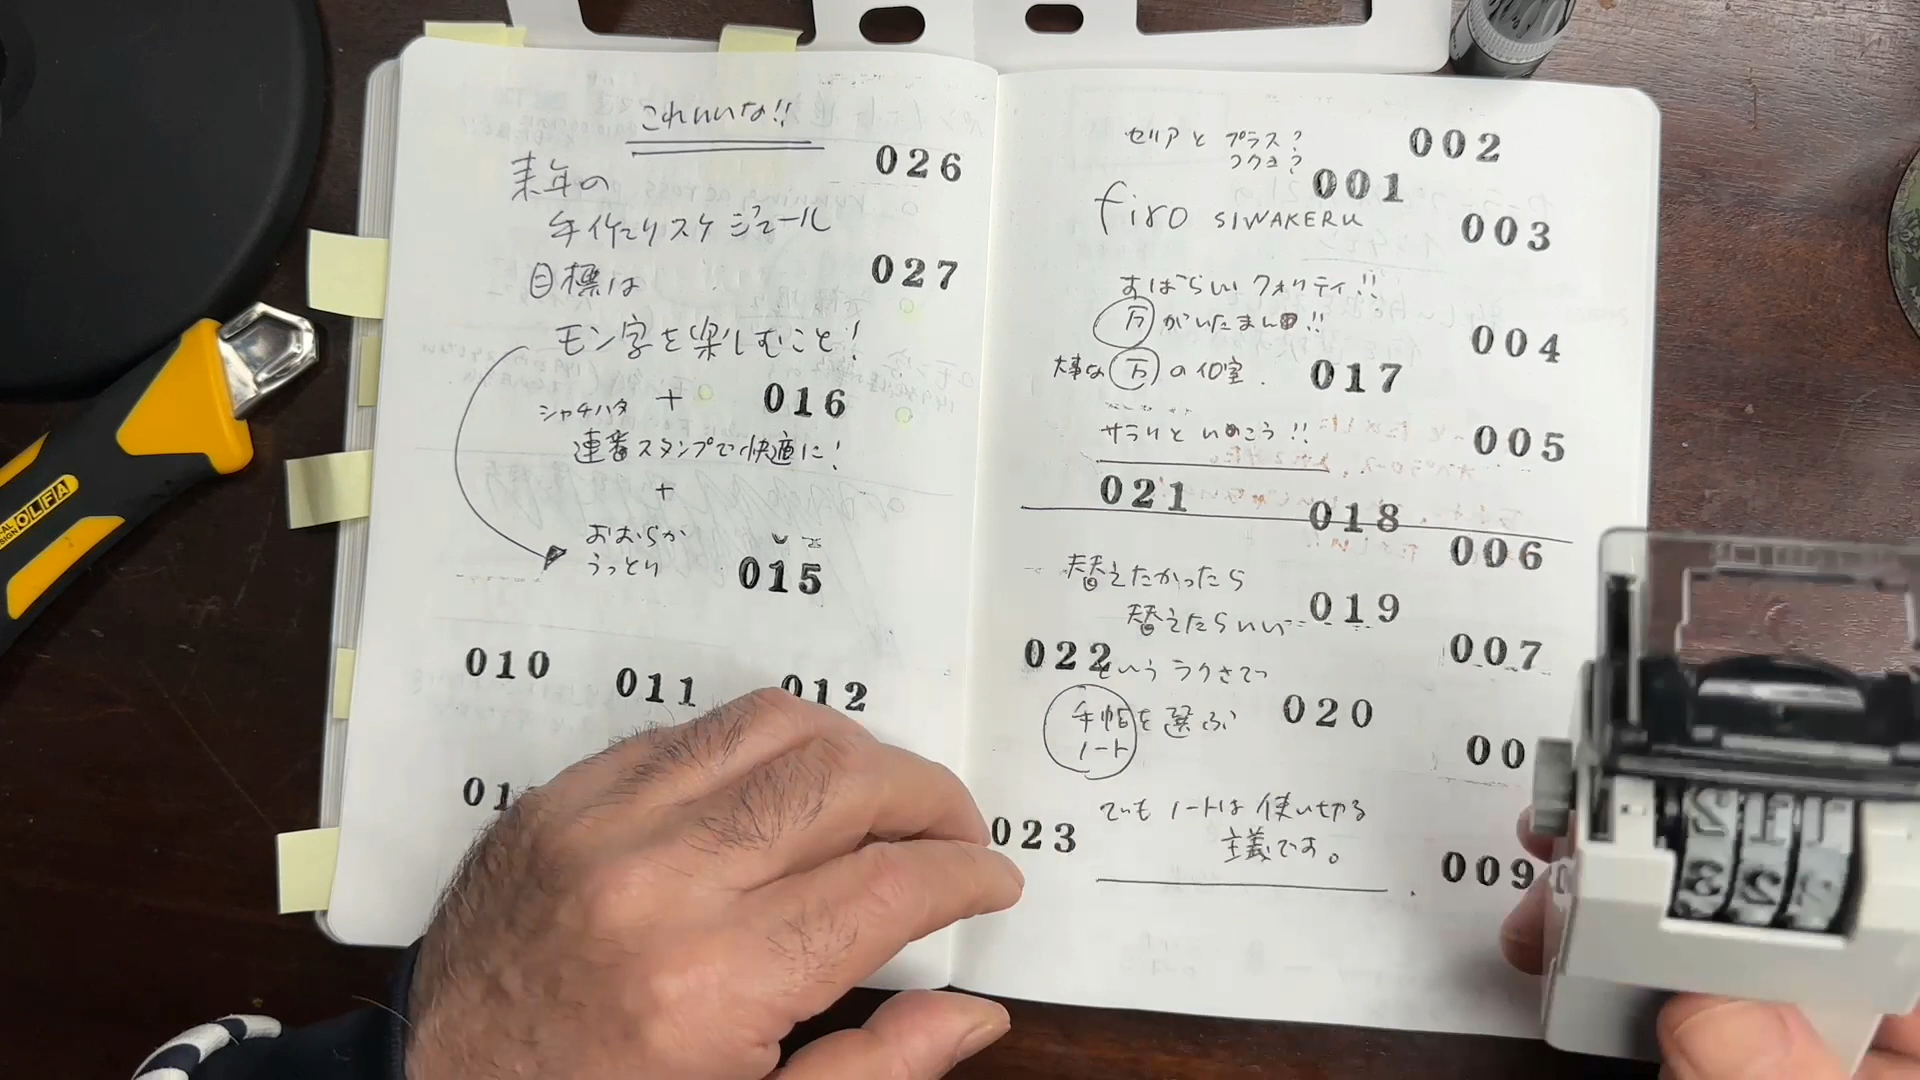 これいいな!!
026
来年の
手作りスケジュール
027
目標は
モン字を楽しむこと!
+ 016
シャチハタ
連番スタンプで快適に!
+
おおらか
うっとり 015
010 011 012
01
セリアと プラス?
コクヨ?
002
001
firo SIWAKERU
003
すばらしいクオリティ!!
万
がいたまん!!
004
大事な 万 の
017
サラリと いこう!!
005
021 018
006
替えたかったら
替えたらいい
019
007
022 というラクさで
手帖を選ぶ
ノート
020
00
でもノートは使い切る
主義です。
023
009
OLFA